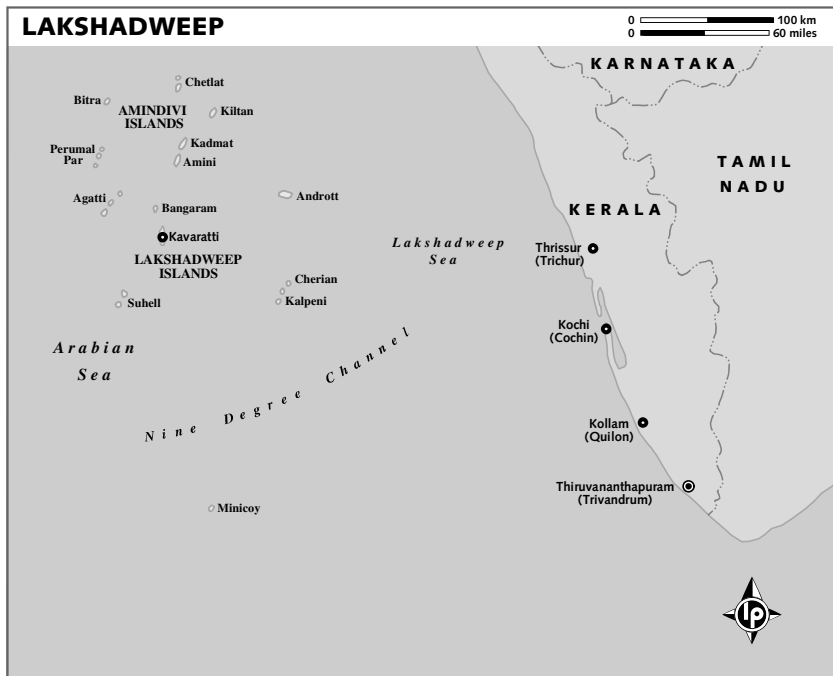 LAKSHADWEEP
0 100 km
0 60 miles
KARNATAKA
Chetlat
Bitra
AMINDIVI
ISLANDS
Kiltan
Kadmat
Perumal
Par
Amini
TAMIL
NADU
Agatti
Andrott
Bangaram
KERALA
Kavaratti
Lakshadweep
Sea
Thrissur
(Trichur)
LAKSHADWEEP
ISLANDS
Cherian
Suhell
Kalpeni
Kochi
(Cochin)
Arabian
Sea
Nine Degree Channel
Kollam
(Quilon)
Thiruvananthapuram
(Trivandrum)
Minicoy
lp